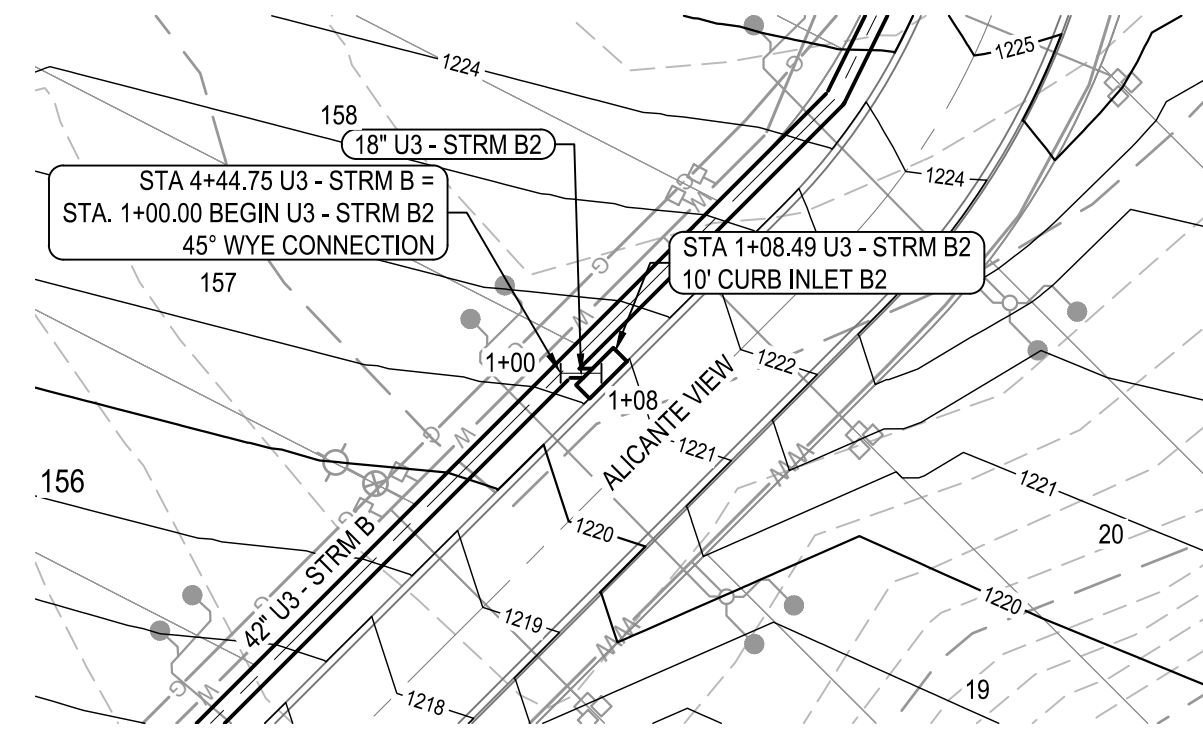 1224
1225
158
18" U3 - STRM B2
1224
STA 4+44.75 U3 - STRM B =
STA. 1+00.00 BEGIN U3 - STRM B2
45° WYE CONNECTION
W
G
STA 1+08.49 U3 - STRM B2
10' CURB INLET B2
157
G
W
1+00
1222
1+08
ALICANTE VIEW
G
W
1221
1221
156
G
1220
20
42" U3 - STRM B
1220
1219
G
W
19
1218